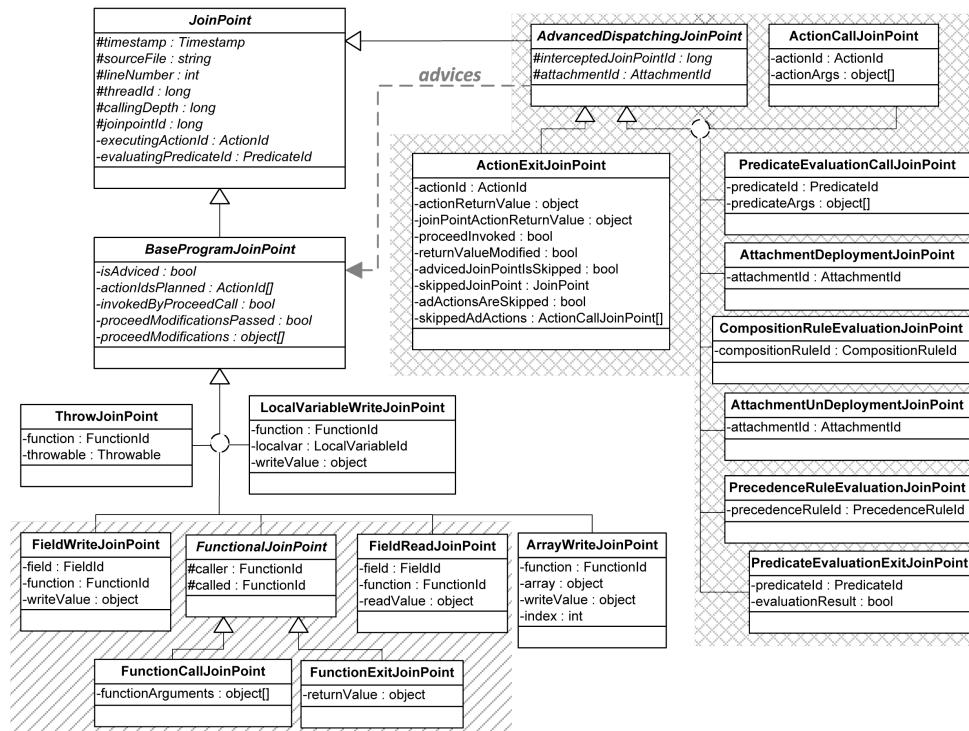 JoinPoint
#timestamp : Timestamp
#sourceFile : string
#lineNumber : int
#threadId : long
#callingDepth : long
#joinpointId : long
-executingActionId : ActionId
-evaluatingPredicateId : PredicateId
AdvancedDispatchingJoinPoint
#interceptedJoinPointId : long
#attachmentId : AttachmentId
ActionCallJoinPoint
-actionId : ActionId
-actionArgs : object[]
advices
ActionExitJoinPoint
-actionId : ActionId
-actionReturnValue : object
-joinPointActionReturnValue : object
-proceedInvoked : bool
-returnValueModified : bool
-advicedJoinPointIsSkipped : bool
-skippedJoinPoint : JoinPoint
-adActionsAreSkipped : bool
-skippedAdActions : ActionCallJoinPoint[]
PredicateEvaluationCallJoinPoint
-predicateId : PredicateId
-predicateArgs : object[]
BaseProgramJoinPoint
-isAdviced : bool
-actionIdsPlanned : ActionId[]
-invokedByProceedCall : bool
-proceedModificationsPassed : bool
-proceedModifications : object[]
AttachmentDeploymentJoinPoint
-attachmentId : AttachmentId
CompositionRuleEvaluationJoinPoint
-compositionRuleId : CompositionRuleId
ThrowJoinPoint
-function : FunctionId
-throwable : Throwable
LocalVariableWriteJoinPoint
-function : FunctionId
-localvar : LocalVariableId
-writeValue : object
AttachmentUnDeploymentJoinPoint
-attachmentId : AttachmentId
PrecedenceRuleEvaluationJoinPoint
-precedenceRuleId : PrecedenceRuleId
FieldWriteJoinPoint
-field : FieldId
-function : FunctionId
-writeValue : object
FunctionalJoinPoint
#caller : FunctionId
#called : FunctionId
FieldReadJoinPoint
-field : FieldId
-function : FunctionId
-readValue : object
ArrayWriteJoinPoint
-function : FunctionId
-array : object
-writeValue : object
-index : int
PredicateEvaluationExitJoinPoint
-predicateId : PredicateId
-evaluationResult : bool
FunctionCallJoinPoint
-functionArguments : object[]
FunctionExitJoinPoint
-returnValue : object